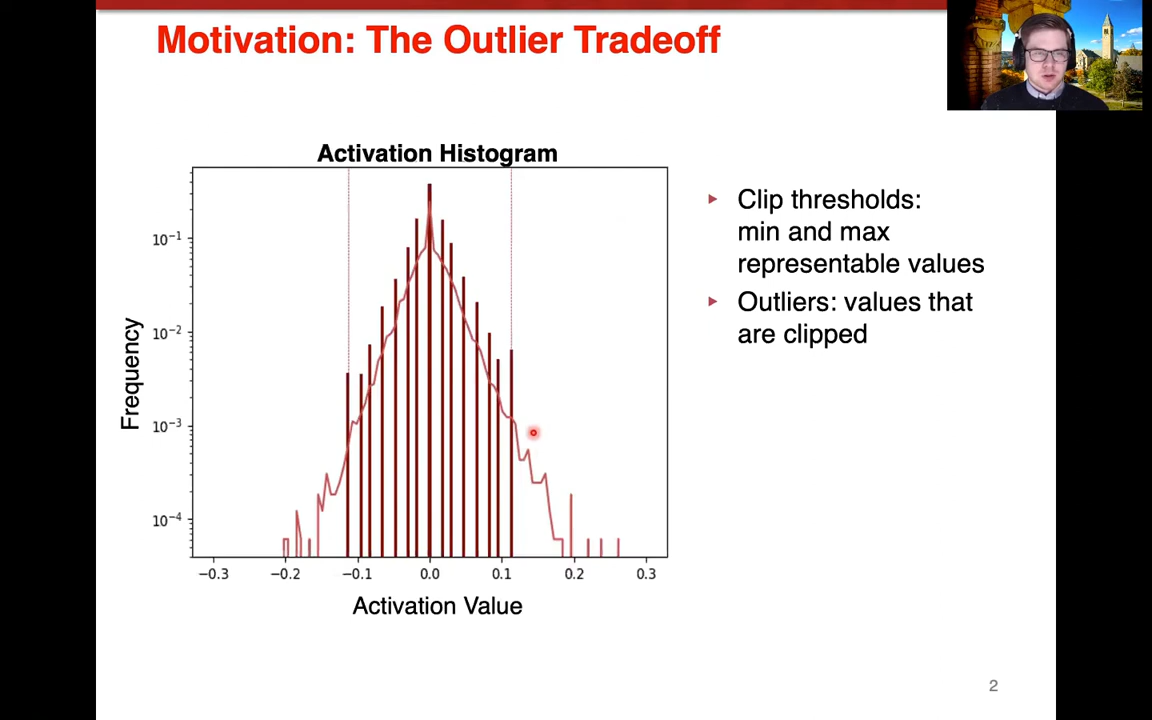 Motivation: The Outlier Tradeoff
Activation Histogram
Frequency
10⁻¹
10⁻²
10⁻³
10⁻⁴
−0.3 −0.2 −0.1 0.0 0.1 0.2 0.3
Activation Value
Clip thresholds:
min and max
representable values
Outliers: values that
are clipped
2